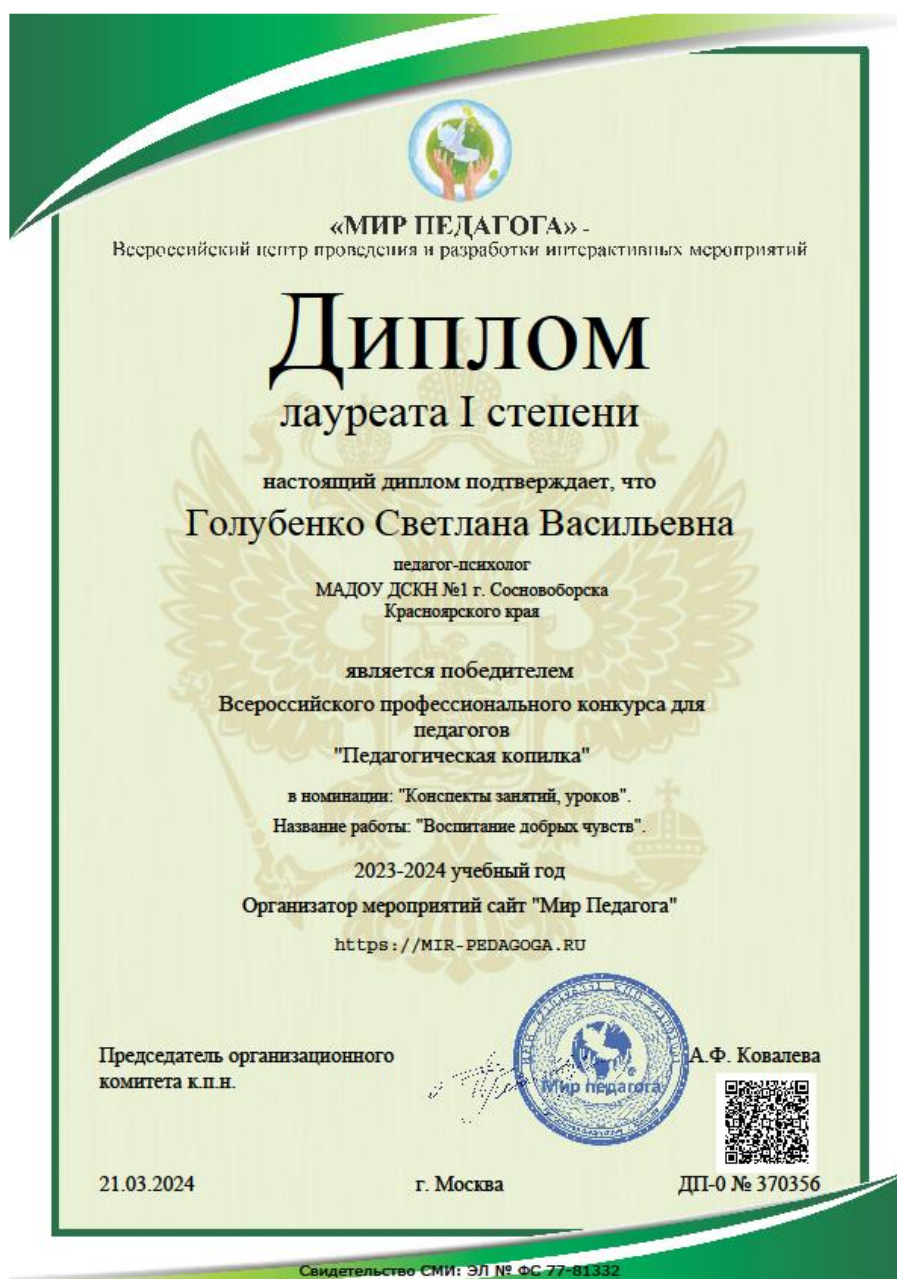 «МИР ПЕДАГОГА» -
Всероссийский центр проведения и разработки интерактивных мероприятий
Диплом
лауреата I степени
настоящий диплом подтверждает, что
Голубенко Светлана Васильевна
педагог-психолог
МАДОУ ДСКН №1 г. Сосновоборска
Красноярского края
является победителем
Всероссийского профессионального конкурса для
педагогов
"Педагогическая копилка"
в номинации: "Конспекты занятий, уроков".
Название работы: "Воспитание добрых чувств".
2023-2024 учебный год
Организатор мероприятий сайт "Мир Педагога"
https://MIR-PEDAGOGA.RU
Председатель организационного
комитета к.п.н.
Мир педагога
А.Ф. Ковалева
21.03.2024
г. Москва
ДП-0 № 370356
Свидетельство СМИ: ЭЛ № ФС 77-81332